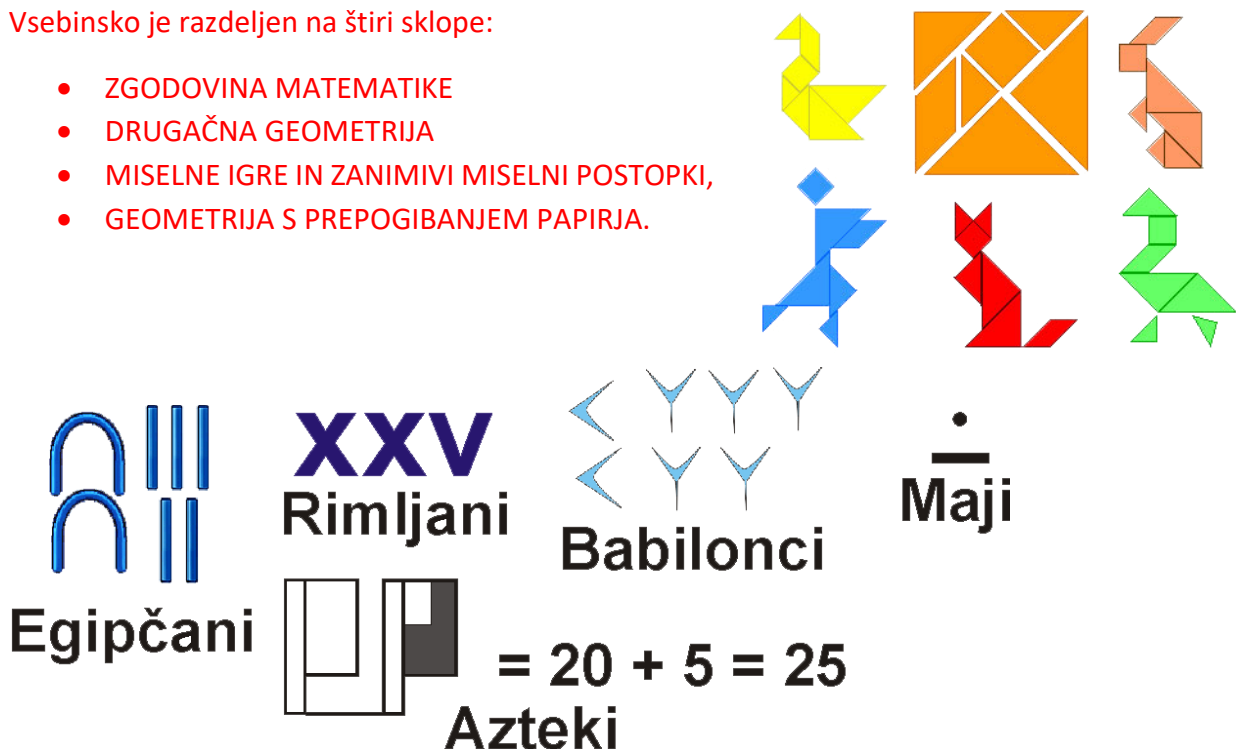 Vsebinsko je razdeljen na štiri sklope:
• ZGODOVINA MATEMATIKE
• DRUGAČNA GEOMETRIJA
• MISELNE IGRE IN ZANIMIVI MISELNI POSTOPKI,
• GEOMETRIJA S PREPOGIBANJEM PAPIRJA.
XXV
Rimljani
Babilonci
Maji
Egipčani
= 20 + 5 = 25
Azteki